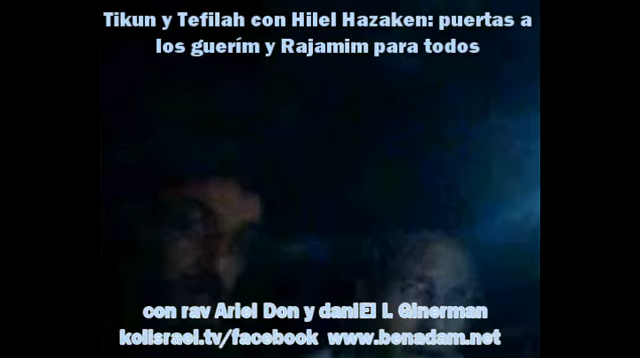 Tikun y Tefilah con Hilel Hazaken: puertas a
los guerím y Rajamim para todos
con rav Ariel Don y daniEl I. Ginerman
kolisrael.tv/facebook www.benadam.net